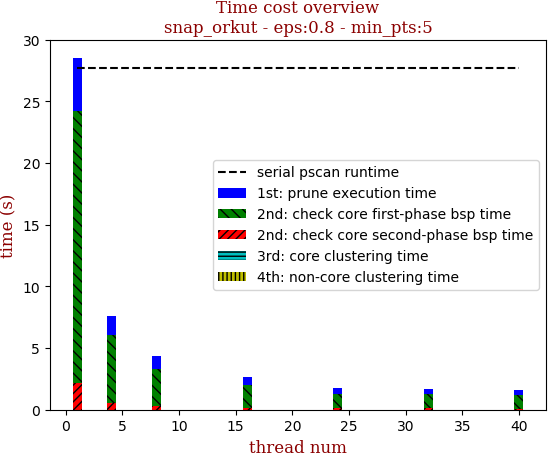 Time cost overview
snap_orkut - eps:0.8 - min_pts:5
30
25
20
15
10
5
0
time (s)
serial pscan runtime
1st: prune execution time
2nd: check core first-phase bsp time
2nd: check core second-phase bsp time
3rd: core clustering time
4th: non-core clustering time
0 5 10 15 20 25 30 35 40
thread num